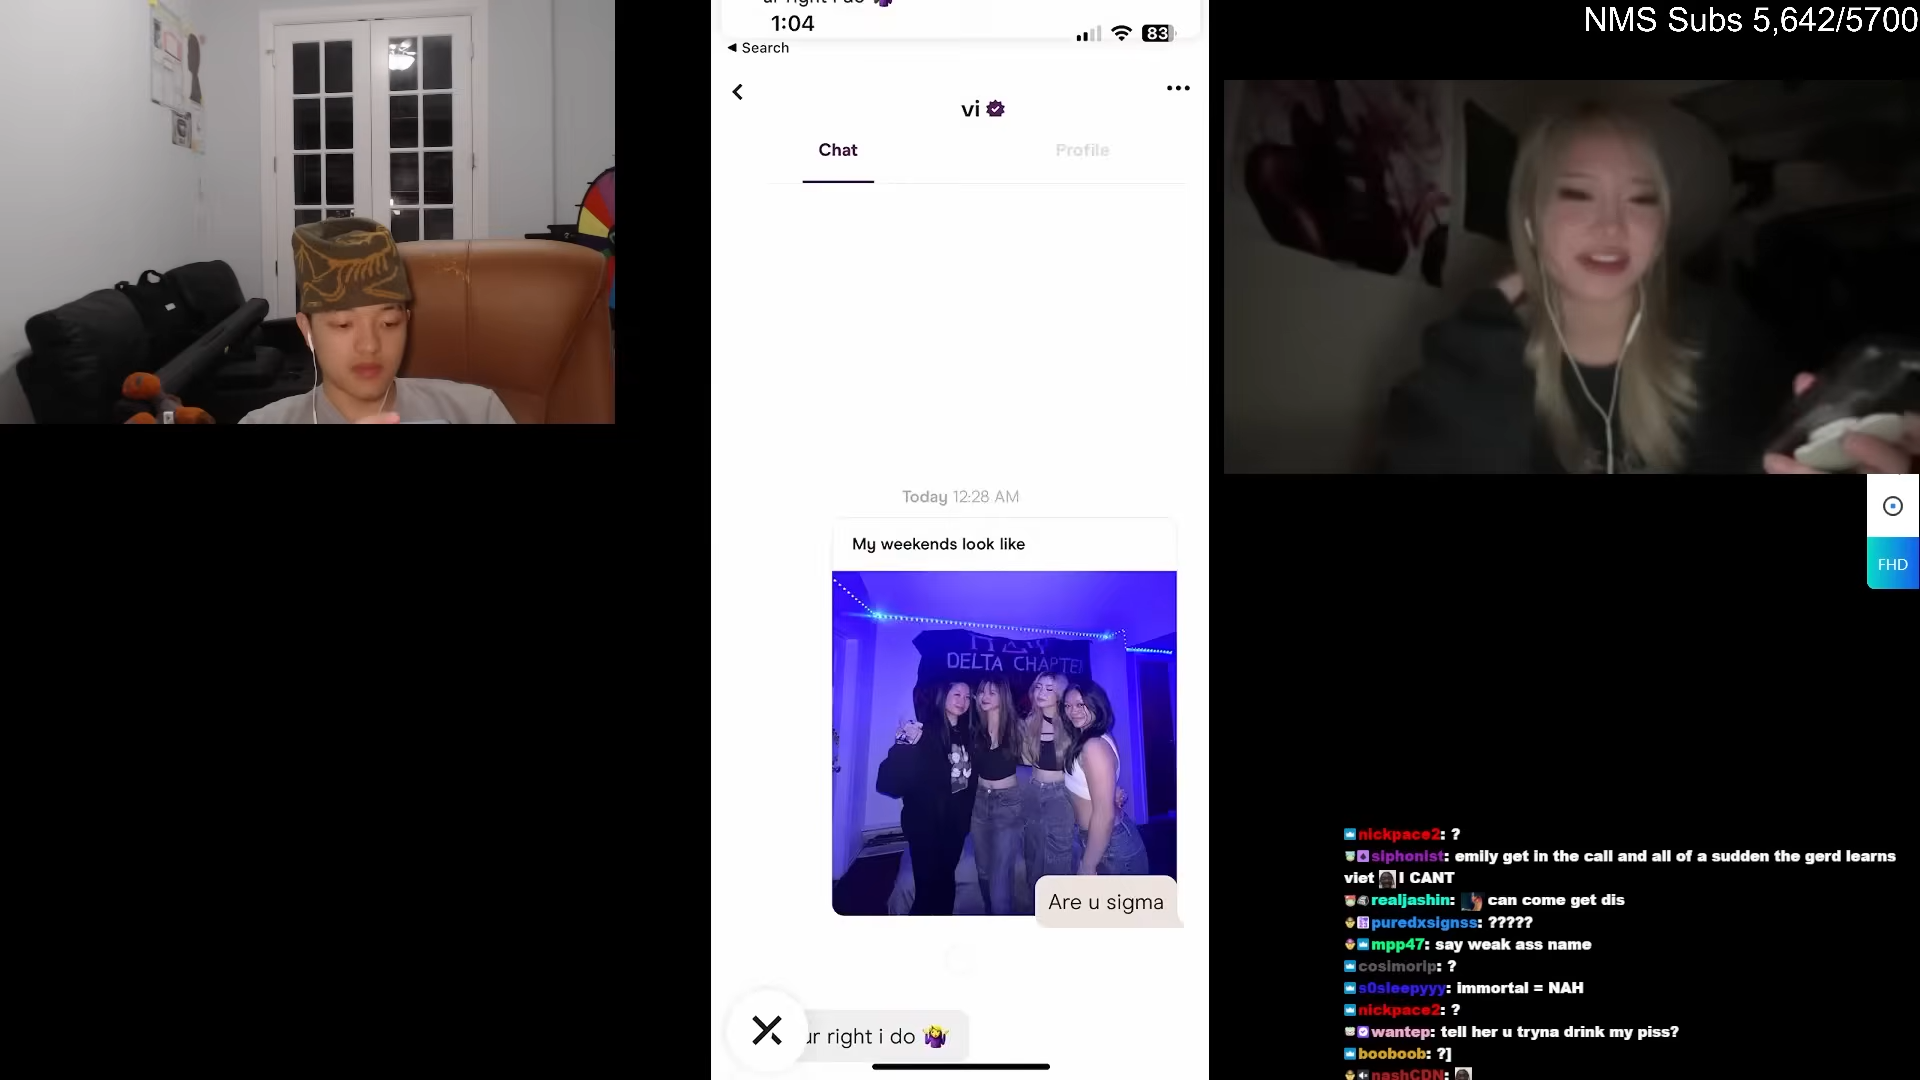 NMS Subs 5,642/5700
1:04
83
Search
vi
Chat
Profile
Today 12:28 AM
My weekends look like
DELTA CHAPTE
Are u sigma
ur right i do 🤷‍♀️
FHD
nickpace2: ?
siphonist: emily get in the call and all of a sudden the gerd learns
viet I CANT
realjashin: can come get dis
puredxsignss: ?????
mpp47: say weak ass name
cosimorip: ?
s0sleepyyy: immortal = NAH
nickpace2: ?
wantep: tell her u tryna drink my piss?
booboob: ?]
nashCDN: